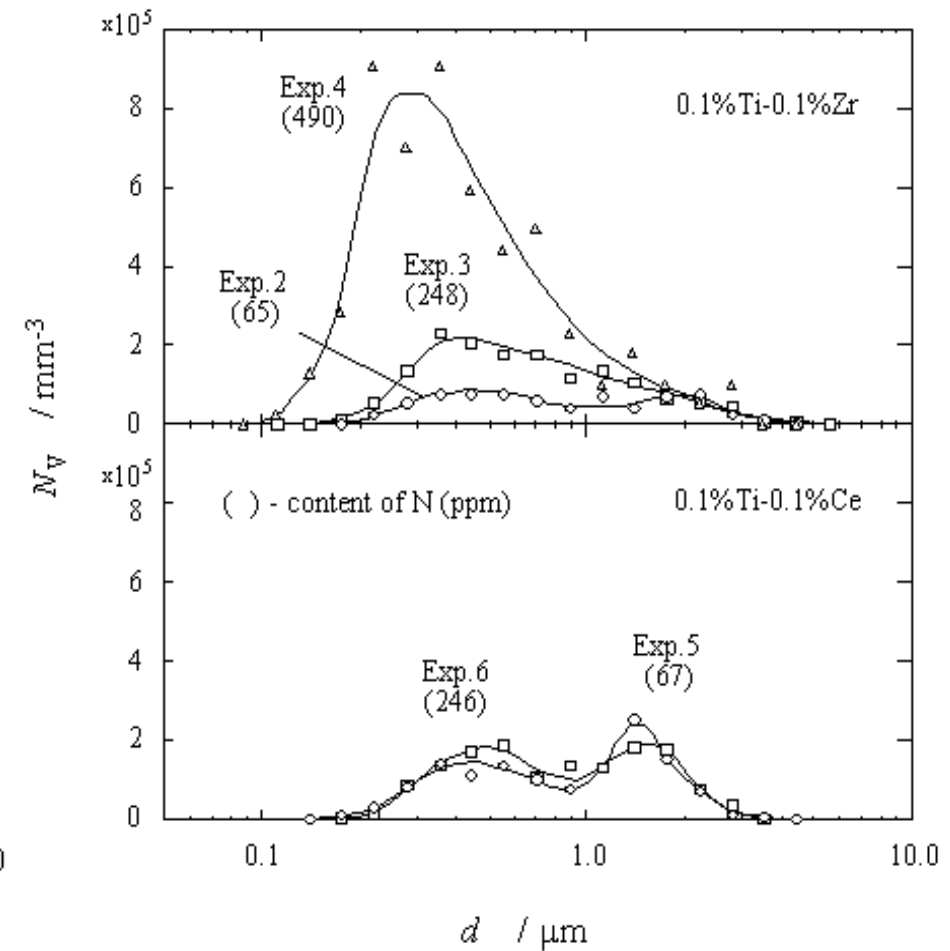 x10⁵
8
6
4
2
0
Exp.4
(490)
0.1%Ti-0.1%Zr
Exp.2
(65)
Exp.3
(248)
N_V / mm⁻³
x10⁵
8
6
4
2
0
( ) - content of N (ppm)
0.1%Ti-0.1%Ce
Exp.6
(246)
Exp.5
(67)
0
0.1
1.0
10.0
d / μm